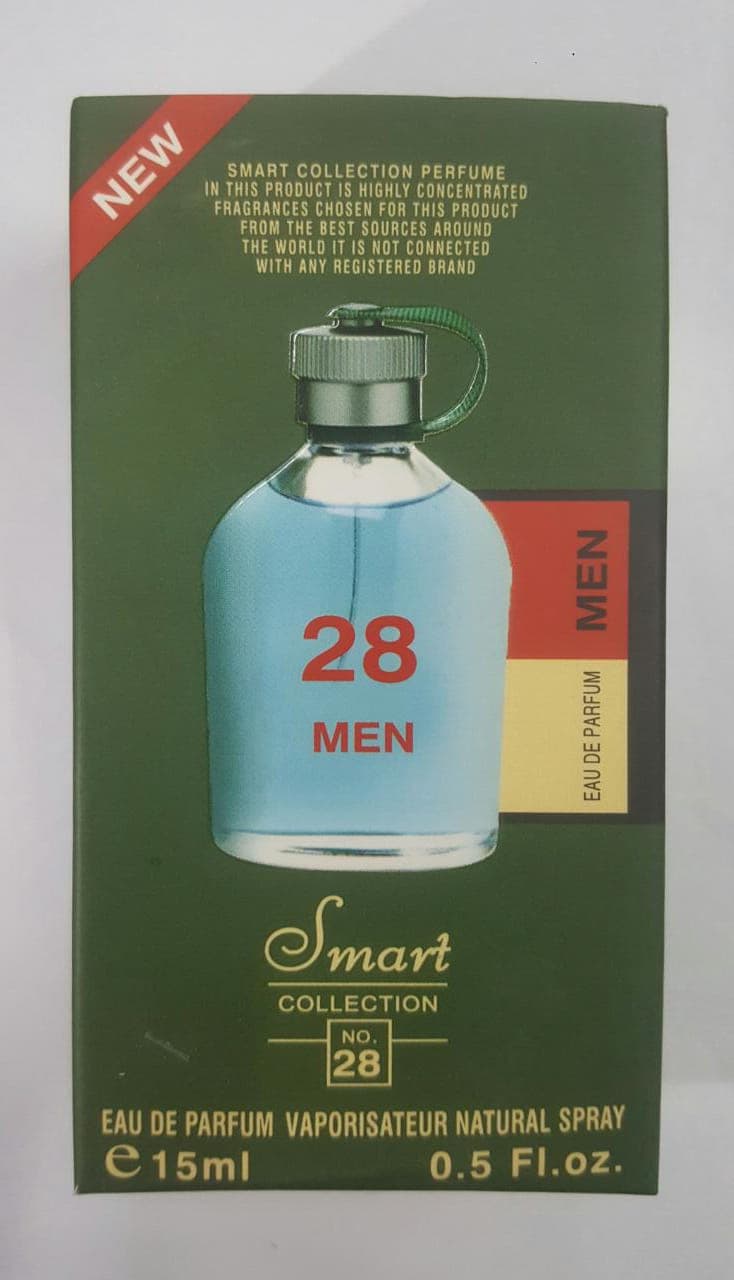 NEW
SMART COLLECTION PERFUME
IN THIS PRODUCT IS HIGHLY CONCENTRATED
FRAGRANCES CHOSEN FOR THIS PRODUCT
FROM THE BEST SOURCES AROUND
THE WORLD IT IS NOT CONNECTED
WITH ANY REGISTERED BRAND
28
MEN
MEN
EAU DE PARFUM
Smart
COLLECTION
NO.
28
EAU DE PARFUM VAPORISATEUR NATURAL SPRAY
e 15ml 0.5 Fl.oz.